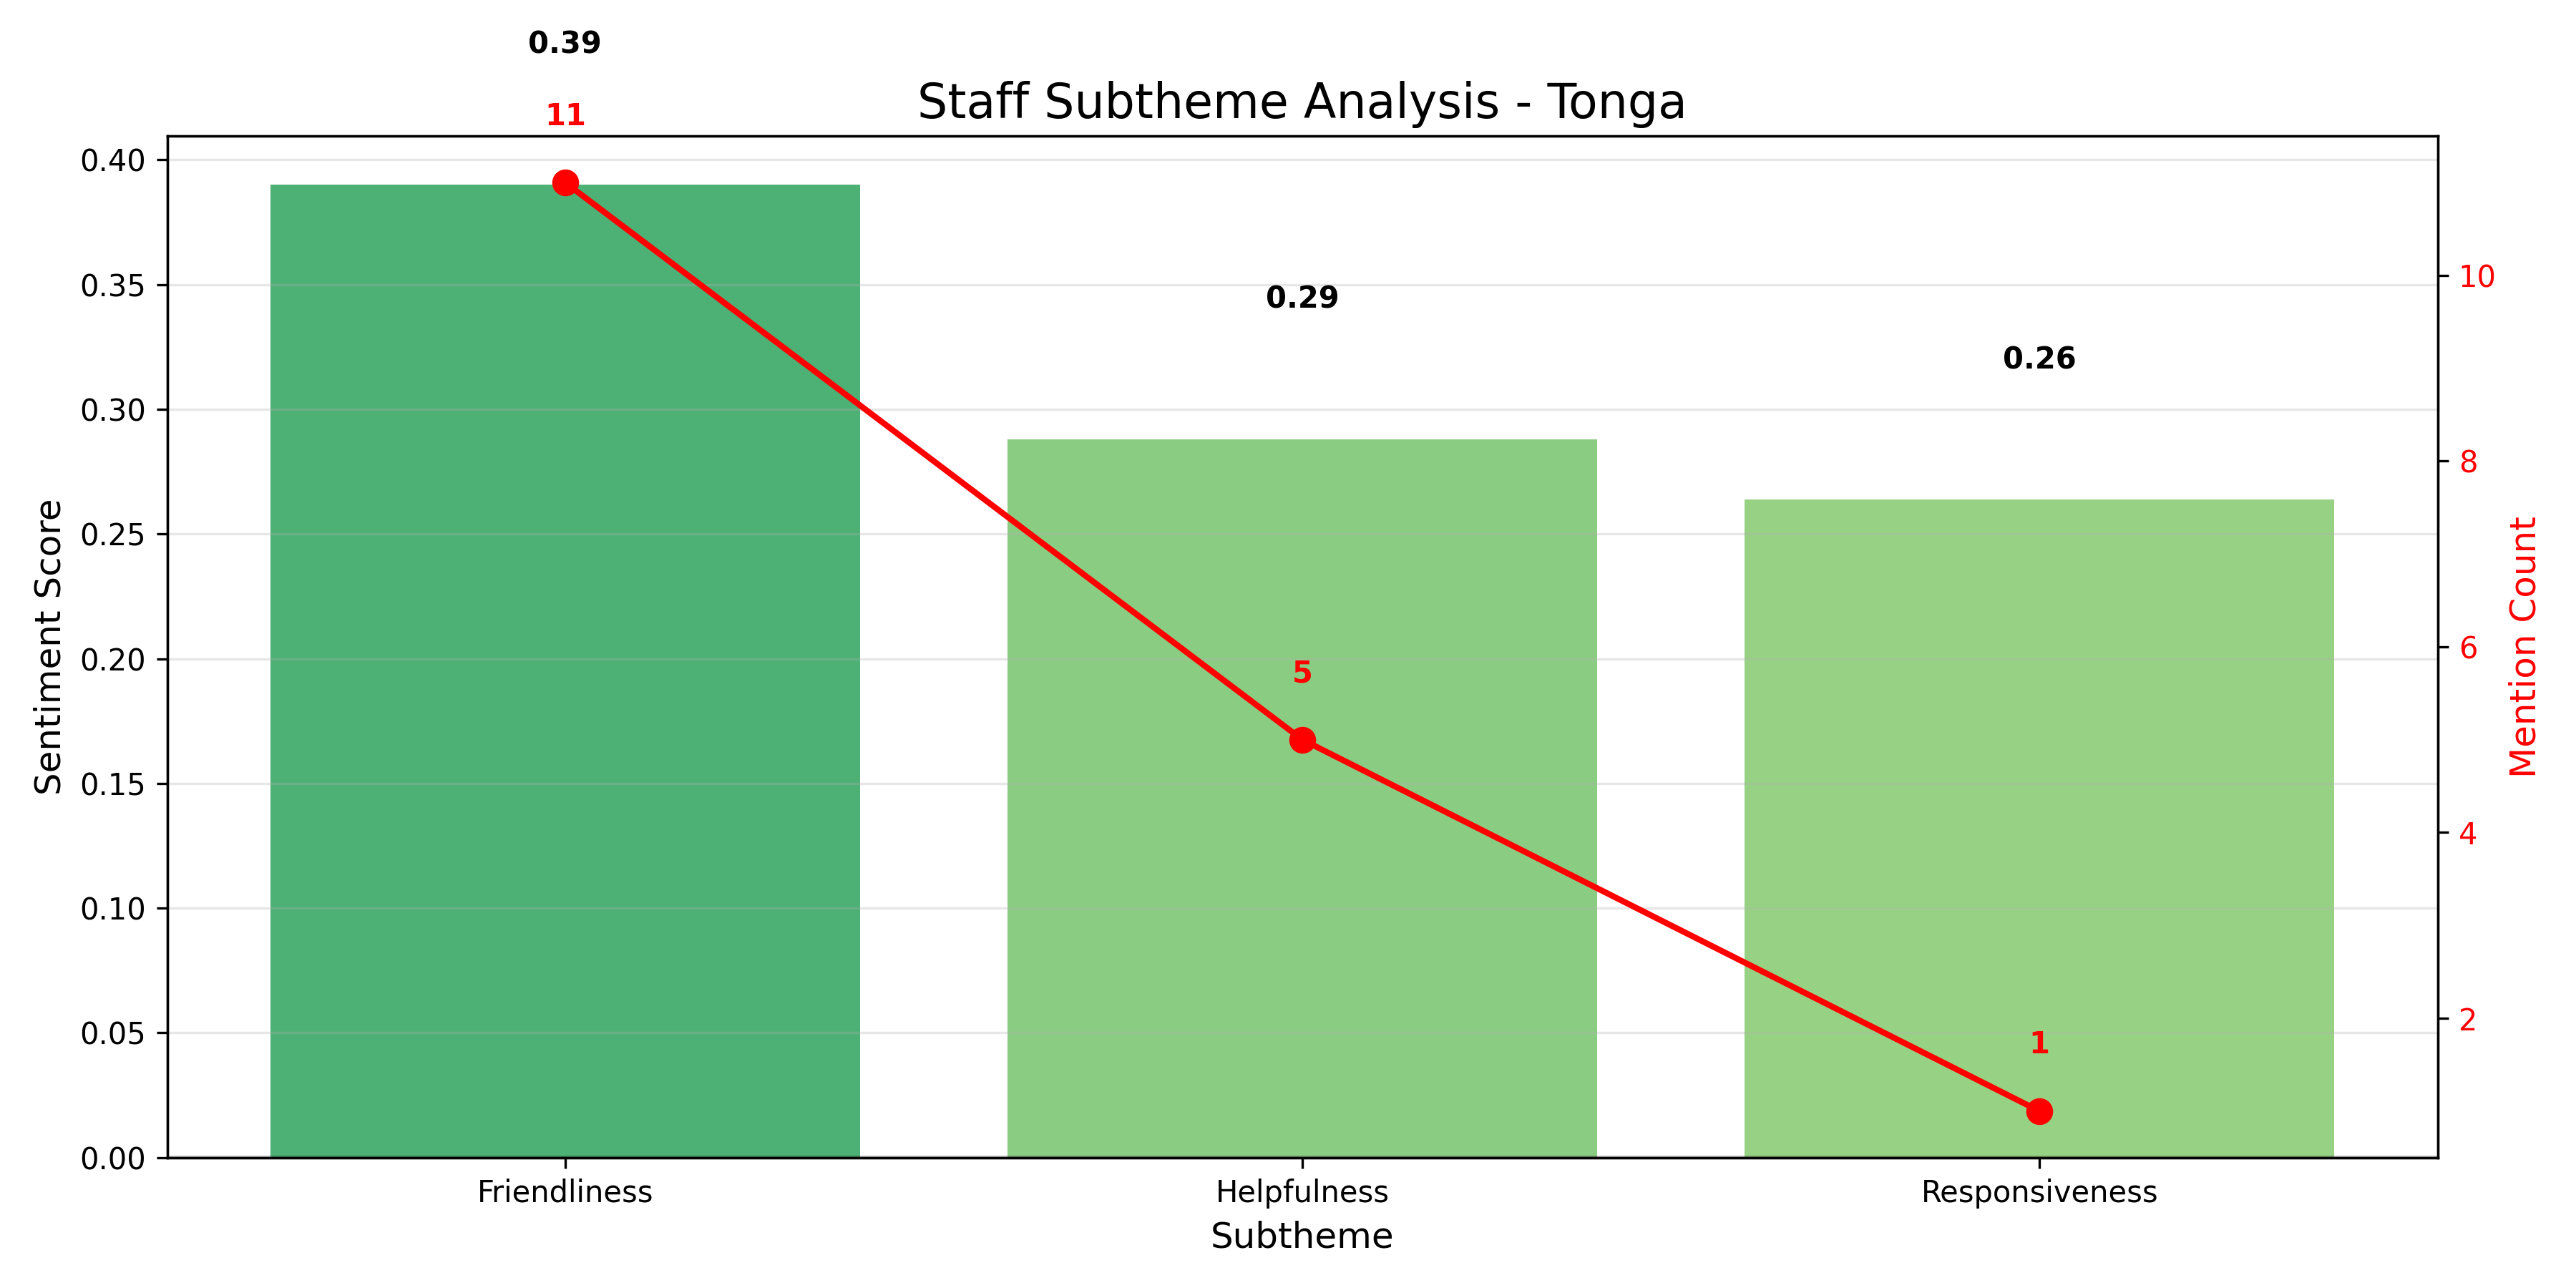 0.39
11
Staff Subtheme Analysis - Tonga
0.40
0.35
0.30
0.25
0.20
0.15
0.10
0.05
0.00
Sentiment Score
0.29
0.26
5
1
10
8
6
4
2
Mention Count
Friendliness
Helpfulness
Responsiveness
Subtheme